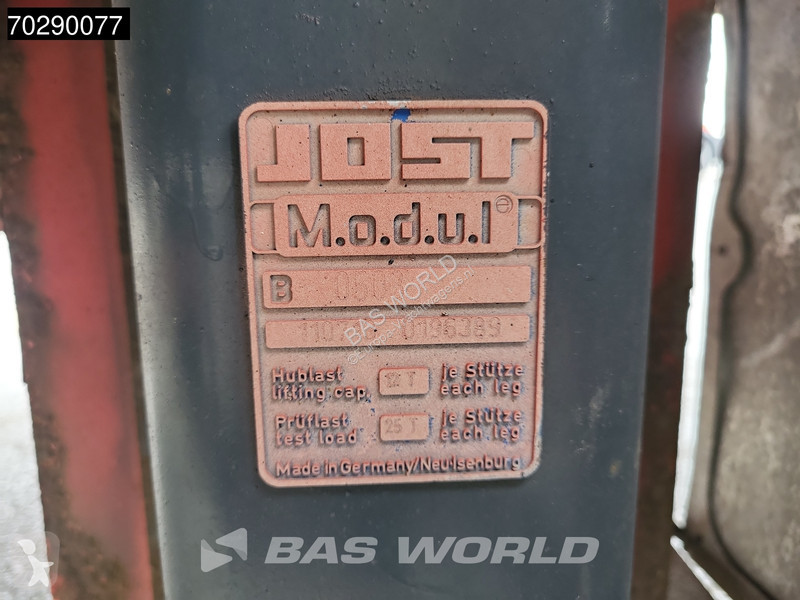 70290077
JOST
M.o.d.u.l
B
0196389
Hublast 12 T je Stütze
lifting cap. each leg
Prüflast 25 T je Stütze
test load each leg
Made in Germany/Neu-Isenburg
BAS WORLD
BAS WORLD